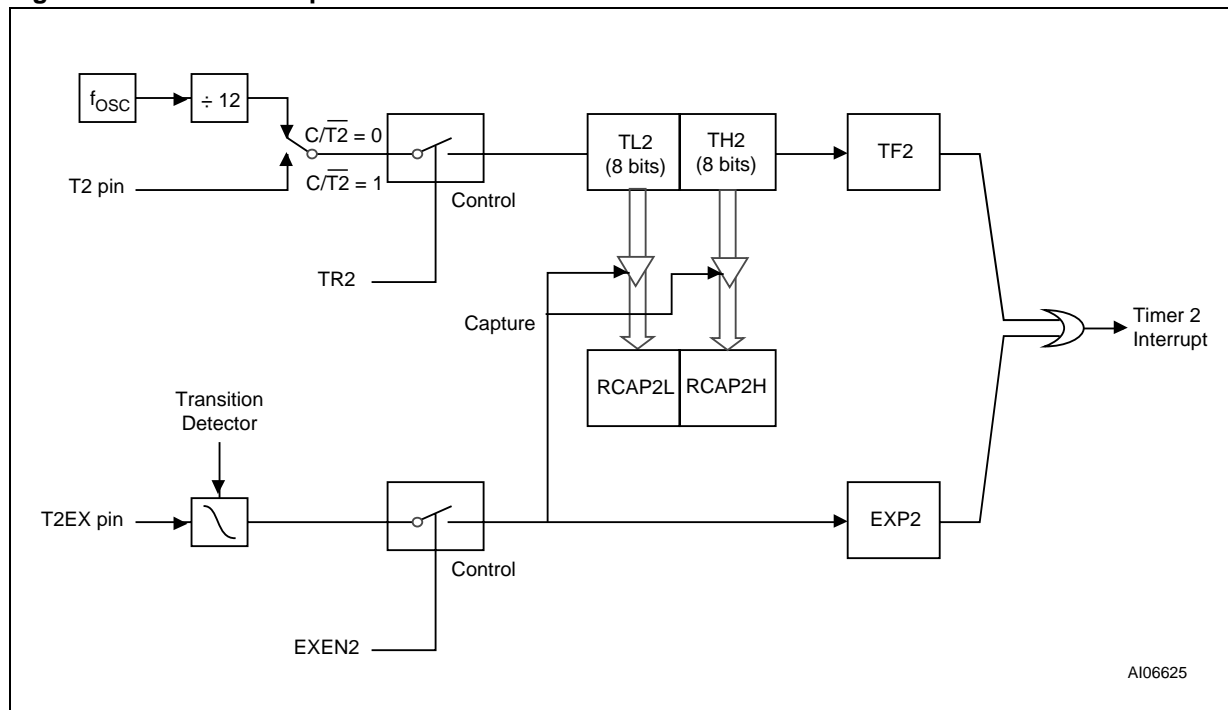 fOSC
÷ 12
C/T2 = 0
T2 pin
C/T2 = 1
Control
TR2
TL2
(8 bits)
TH2
(8 bits)
TF2
Capture
RCAP2L
RCAP2H
Timer 2
Interrupt
Transition
Detector
T2EX pin
Control
EXEN2
EXP2
AI06625